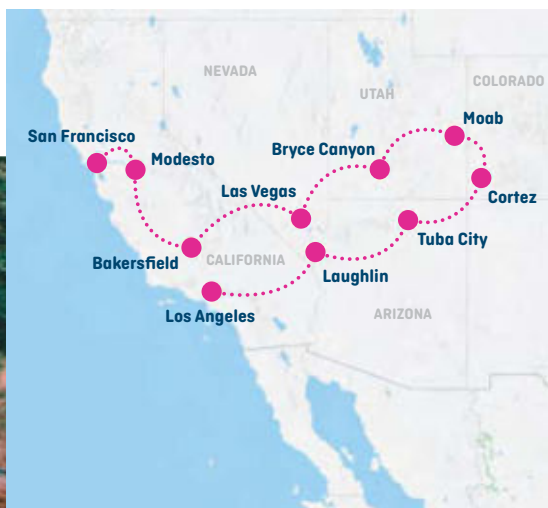 NEVADA
COLORADO
UTAH
Moab
San Francisco
Modesto
Bryce Canyon
Las Vegas
Cortez
Tuba City
Bakersfield
CALIFORNIA
Laughlin
Los Angeles
ARIZONA